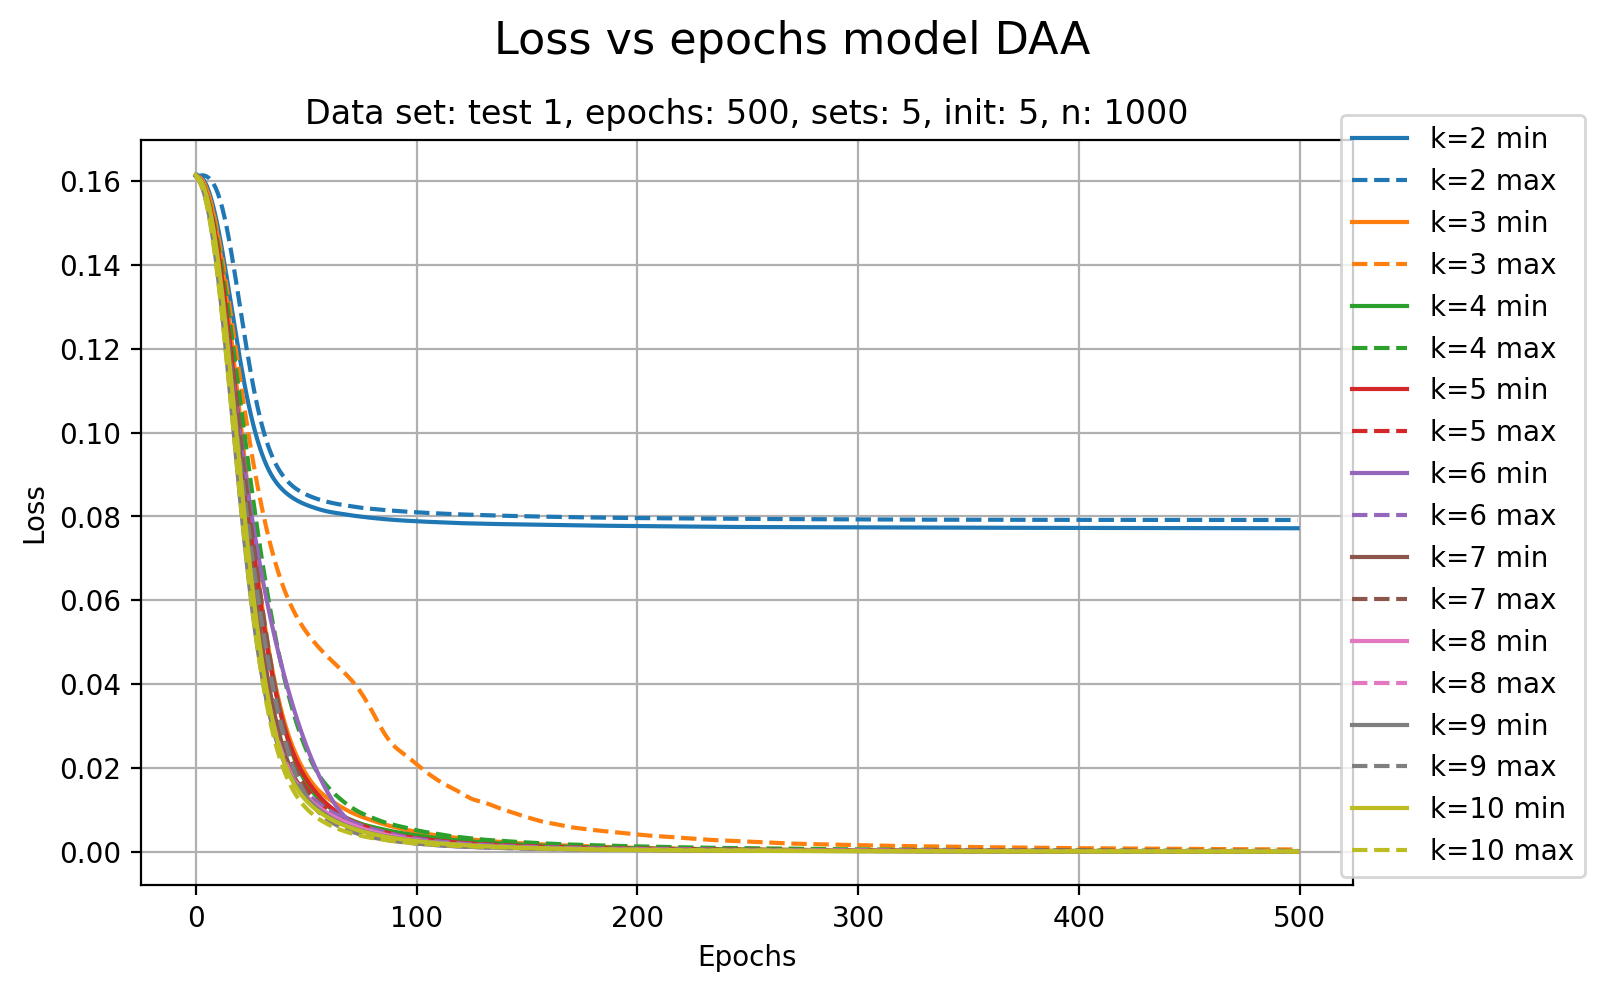 Loss vs epochs model DAA
Data set: test 1, epochs: 500, sets: 5, init: 5, n: 1000
Loss
0.16
0.14
0.12
0.10
0.08
0.06
0.04
0.02
0.00
0 100 200 300 400 500
Epochs
k=2 min
k=2 max
k=3 min
k=3 max
k=4 min
k=4 max
k=5 min
k=5 max
k=6 min
k=6 max
k=7 min
k=7 max
k=8 min
k=8 max
k=9 min
k=9 max
k=10 min
k=10 max